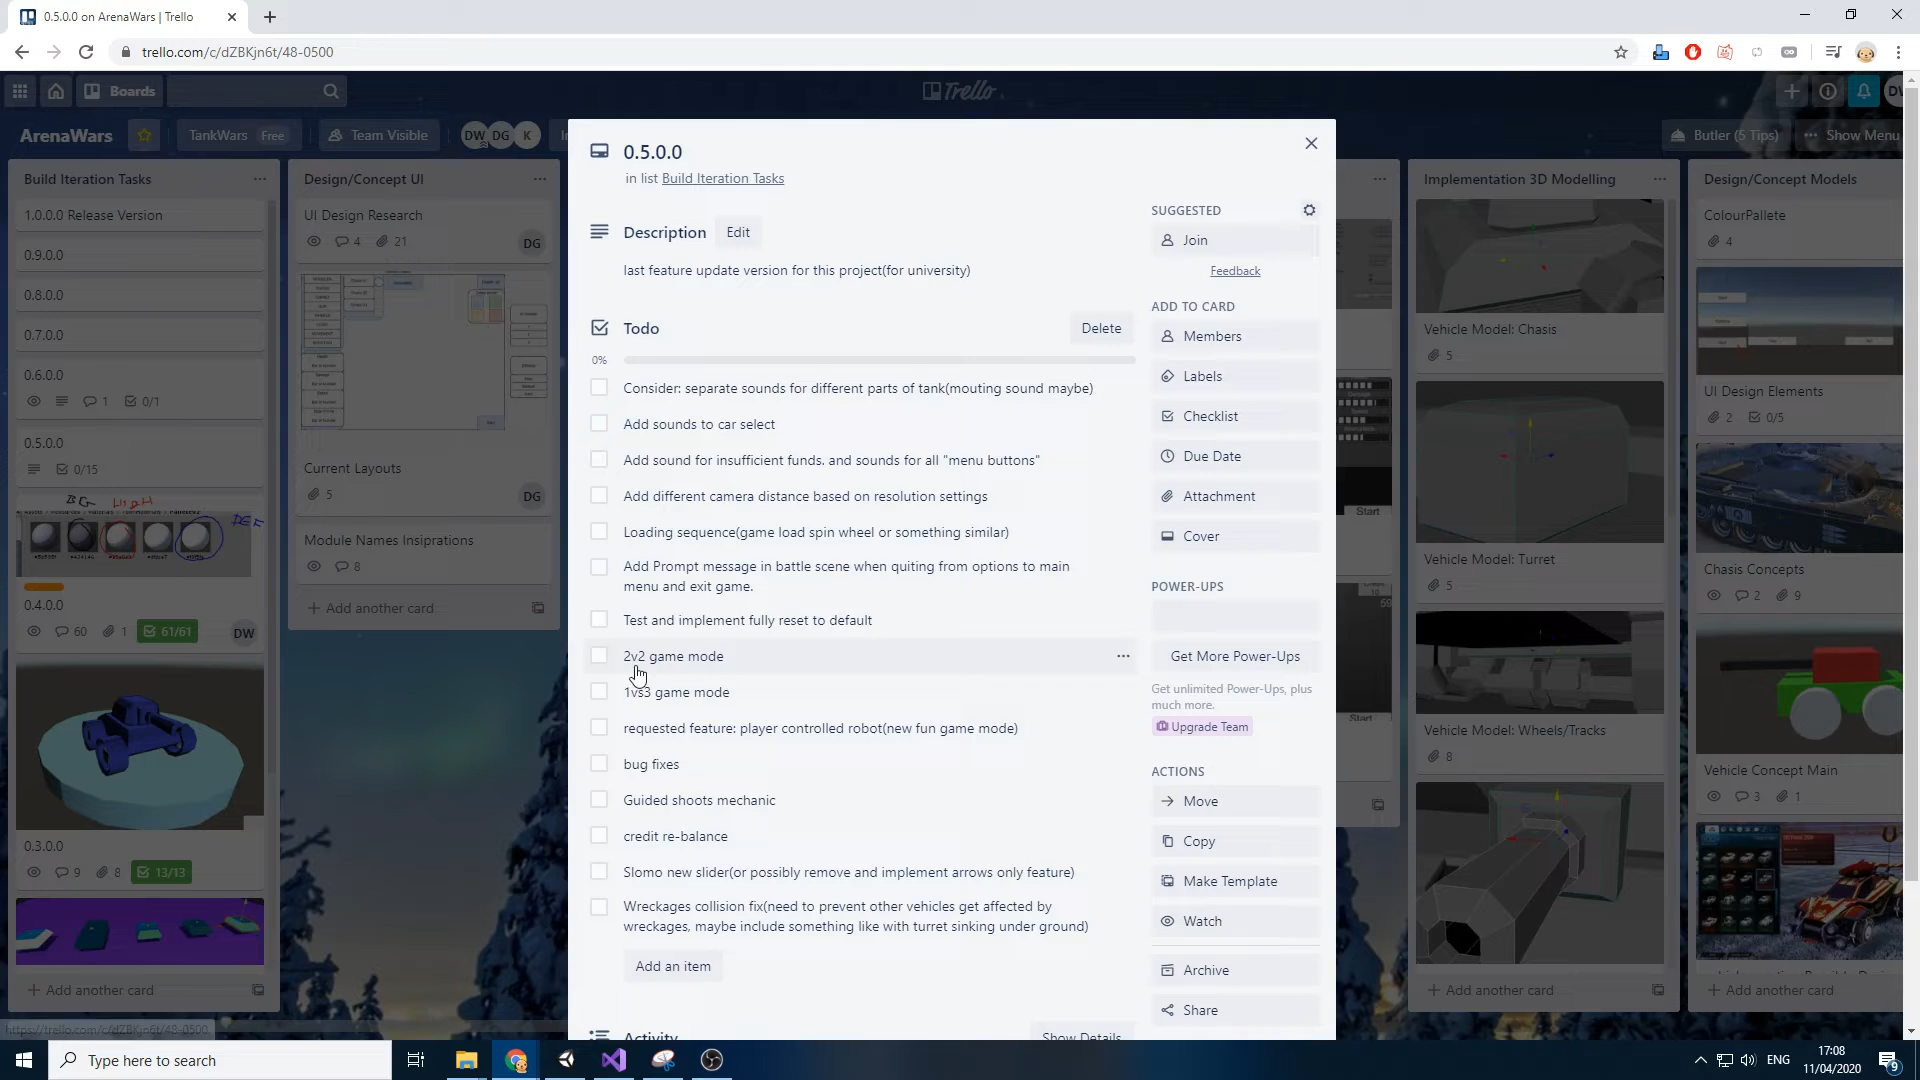 0.5.0.0 on ArenaWars | Trello
trello.com/c/dZBKjn6t/48-0500
Boards
Trello
ArenaWars
TankWars Free
Team Visible
DW DG K
Butler (5 Tips)
Show Menu
Build Iteration Tasks
1.0.0.0 Release Version
0.9.0.0
0.8.0.0
0.7.0.0
0.6.0.0
1 0/1
0.5.0.0
0/15
0.4.0.0
60 1 61/61 DW
0.3.0.0
9 8 13/13
Add another card
Design/Concept UI
UI Design Research
4 21 DG
Current Layouts
5 DG
Module Names Insiprations
8
Add another card
0.5.0.0
in list Build Iteration Tasks
Description Edit
last feature update version for this project(for university)
Todo Delete
0%
Consider: separate sounds for different parts of tank(mouting sound maybe)
Add sounds to car select
Add sound for insufficient funds. and sounds for all "menu buttons"
Add different camera distance based on resolution settings
Loading sequence(game load spin wheel or something similar)
Add Prompt message in battle scene when quiting from options to main
menu and exit game.
Test and implement fully reset to default
2v2 game mode
1vs3 game mode
requested feature: player controlled robot(new fun game mode)
bug fixes
Guided shoots mechanic
credit re-balance
Slomo new slider(or possibly remove and implement arrows only feature)
Wreckages collision fix(need to prevent other vehicles get affected by
wreckages, maybe include something like with turret sinking under ground)
Add an item
Activity Show Details
SUGGESTED
Join
Feedback
ADD TO CARD
Members
Labels
Checklist
Due Date
Attachment
Cover
POWER-UPS
Get More Power-Ups
Get unlimited Power-Ups, plus
much more.
Upgrade Team
ACTIONS
Move
Copy
Make Template
Watch
Archive
Share
Start
Start
Implementation 3D Modelling
Vehicle Model: Chasis
5
Vehicle Model: Turret
5
Vehicle Model: Wheels/Tracks
8
Add another card
Design/Concept Models
ColourPallete
4
UI Design Elements
2 0/5
Chasis Concepts
2 9
Vehicle Concept Main
3 1
Add another card
https://trello.com/c/dZBKjn6t/48-0500
Type here to search
ENG
17:08
11/04/2020
9